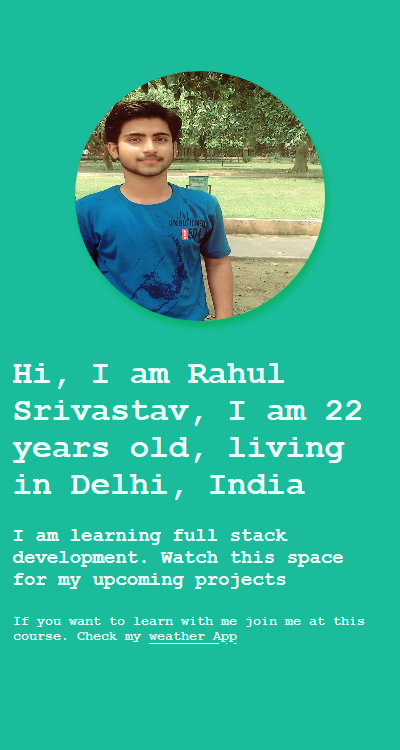 Hi, I am Rahul
Srivastav, I am 22
years old, living
in Delhi, India
I am learning full stack
development. Watch this space
for my upcoming projects
If you want to learn with me join me at this
course. Check my weather App